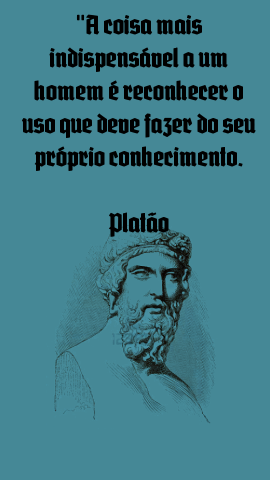 "A coisa mais
indispensável a um
homem é reconhecer o
uso que deve fazer do seu
próprio conhecimento.
Platão